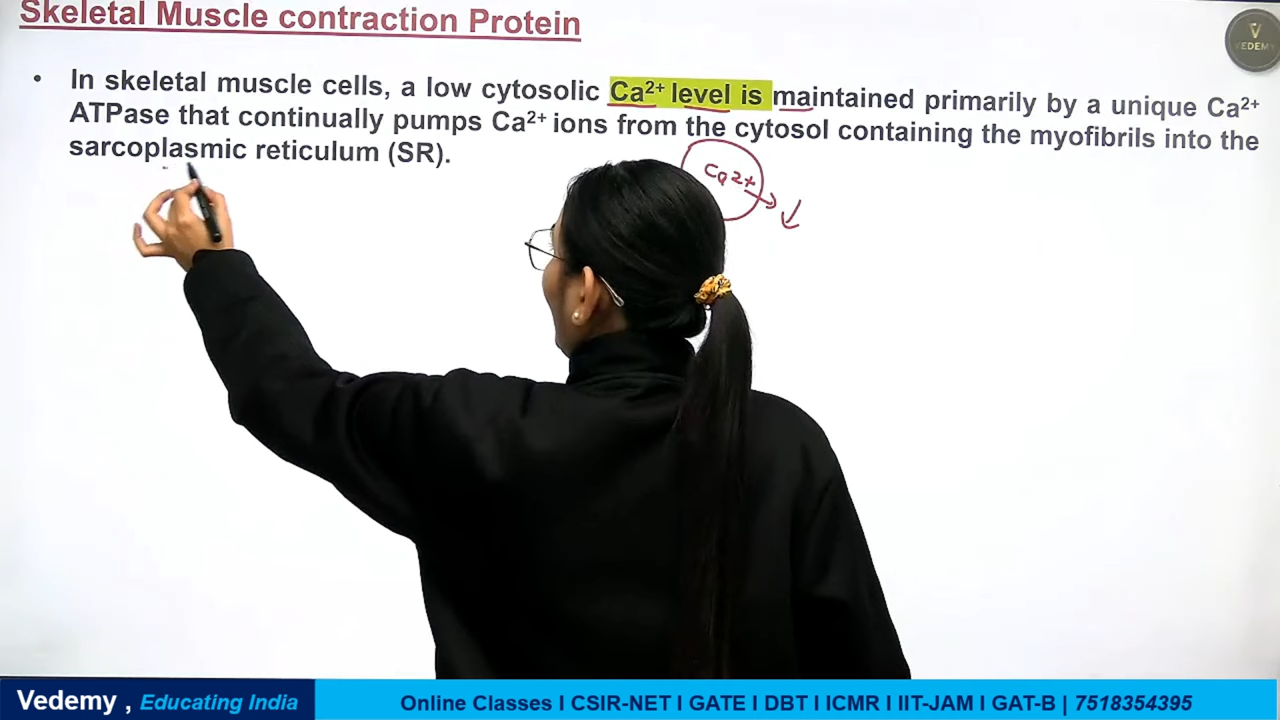 Skeletal Muscle contraction Protein
VEDEMY
• In skeletal muscle cells, a low cytosolic Ca²⁺ level is maintained primarily by a unique Ca²⁺
ATPase that continually pumps Ca²⁺ ions from the cytosol containing the myofibrils into the
sarcoplasmic reticulum (SR).
Ca2+
Vedemy , Educating India
Online Classes I CSIR-NET I GATE I DBT I ICMR I IIT-JAM I GAT-B | 7518354395